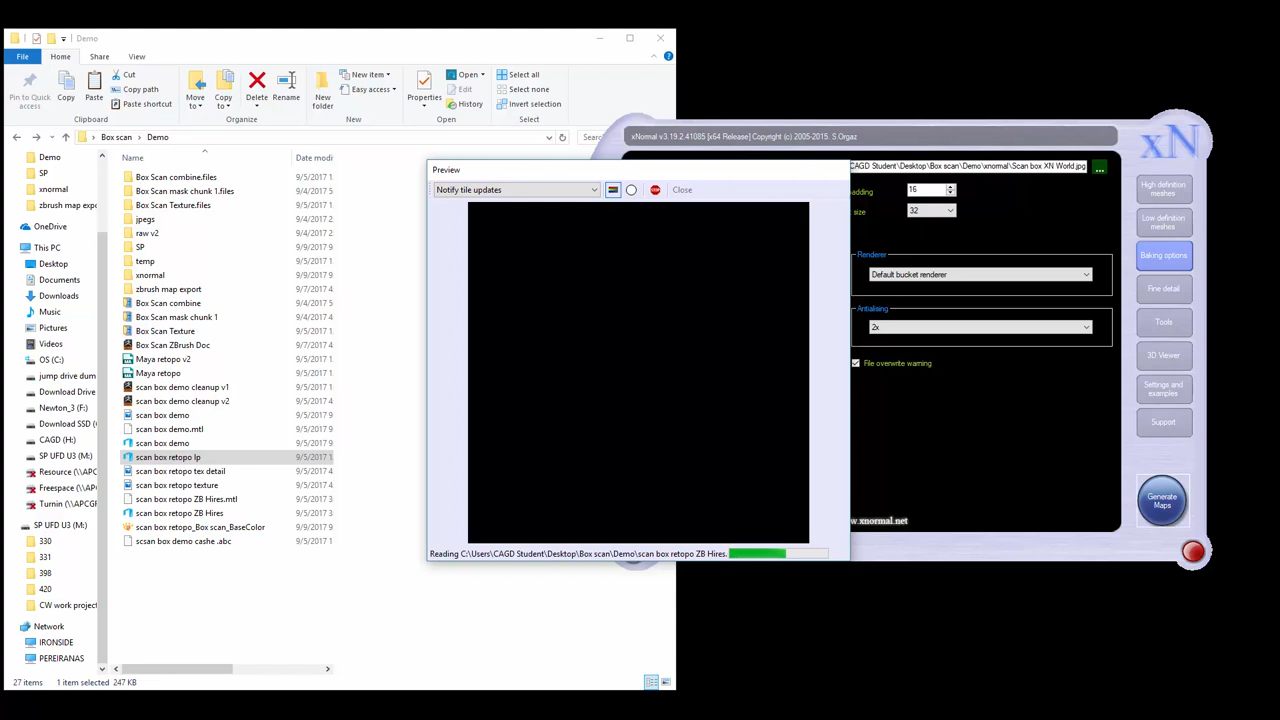 Demo
File
Home
Share
View
Pin to Quick access
Copy
Paste
Cut
Copy path
Paste shortcut
Clipboard
Move to
Copy to
Delete
Rename
Organize
New folder
New item
Easy access
New
Properties
Open
Edit
History
Open
Select all
Select none
Invert selection
Select
Box scan
Demo
Demo
SP
xnormal
zbrush map exp
OneDrive
This PC
Desktop
Documents
Downloads
Music
Pictures
Videos
OS (C:)
jump drive dum
Download Drive
Newton_3 (F:)
Download SSD (
CAGD (H:)
SP UFD U3 (M:)
Resource (\\APC
Freespace (\\APC
Turnin (\\APCGF
SP UFD U3 (M:)
330
331
398
420
CW work project
Network
IRONSIDE
PEREIRANAS
Name
Date modi
Box Scan combine.files 9/5/2017 1
Box Scan mask chunk 1.files 9/4/2017 4
Box Scan Texture.files 9/5/2017 1
jpegs 9/4/2017 2
raw v2 9/4/2017 2
SP 9/9/2017 4
temp 9/5/2017 1
xnormal 9/9/2017 5
zbrush map export 9/7/2017 4
Box Scan combine 9/4/2017 5
Box Scan mask chunk 1 9/4/2017 4
Box Scan Texture 9/5/2017 1
Box Scan ZBrush Doc 9/7/2017 4
Maya retopo v2 9/5/2017 1
Maya retopo 9/5/2017 1
scan box demo cleanup v1 9/5/2017 1
scan box demo cleanup v2 9/5/2017 4
scan box demo 9/5/2017 9
scan box demo.mtl 9/5/2017 9
scan box demo 9/5/2017 9
scan box retopo lp 9/5/2017 1
scan box retopo tex detail 9/5/2017 4
scan box retopo texture 9/5/2017 4
scan box retopo ZB Hires.mtl 9/5/2017 3
scan box retopo ZB Hires 9/5/2017 3
scan box retopo_Box scan_BaseColor 9/9/2017 9
scsan box demo cashe .abc 9/5/2017 1
27 items 1 item selected 247 KB
xNormal v3.19.2.41085 [x64 Release] Copyright (c) 2005-2015. S.Orgaz
xN
CAGD Student\Desktop\Box scan\Demo\xnormal\Scan box XN World.jpg
...
adding
16
size
32
Renderer
Default bucket renderer
Antialiasing
2x
File overwrite warning
w.xnormal.net
High definition meshes
Low definition meshes
Baking options
Fine detail
Tools
3D Viewer
Settings and examples
Support
Generate Maps
Preview
Notify tile updates
STOP
Close
Reading C:\Users\CAGD Student\Desktop\Box scan\Demo\scan box retopo ZB Hires.